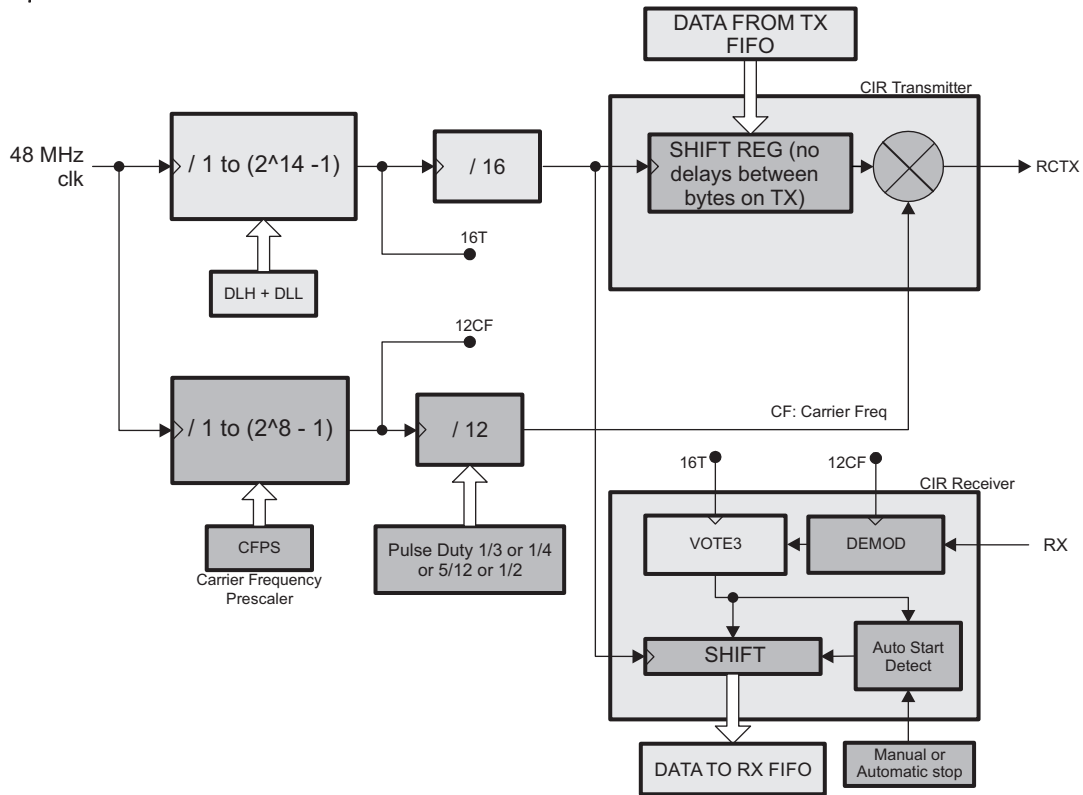 DATA FROM TX
FIFO
CIR Transmitter
48 MHz
clk
/ 1 to (2^14 -1)
/ 16
SHIFT REG (no
delays between
bytes on TX)
RCTX
16T
DLH + DLL
12CF
/ 1 to (2^8 - 1)
/ 12
CF: Carrier Freq
16T
12CF
CIR Receiver
CFPS
Carrier Frequency
Prescaler
Pulse Duty 1/3 or 1/4
or 5/12 or 1/2
VOTE3
DEMOD
RX
SHIFT
Auto Start
Detect
DATA TO RX FIFO
Manual or
Automatic stop